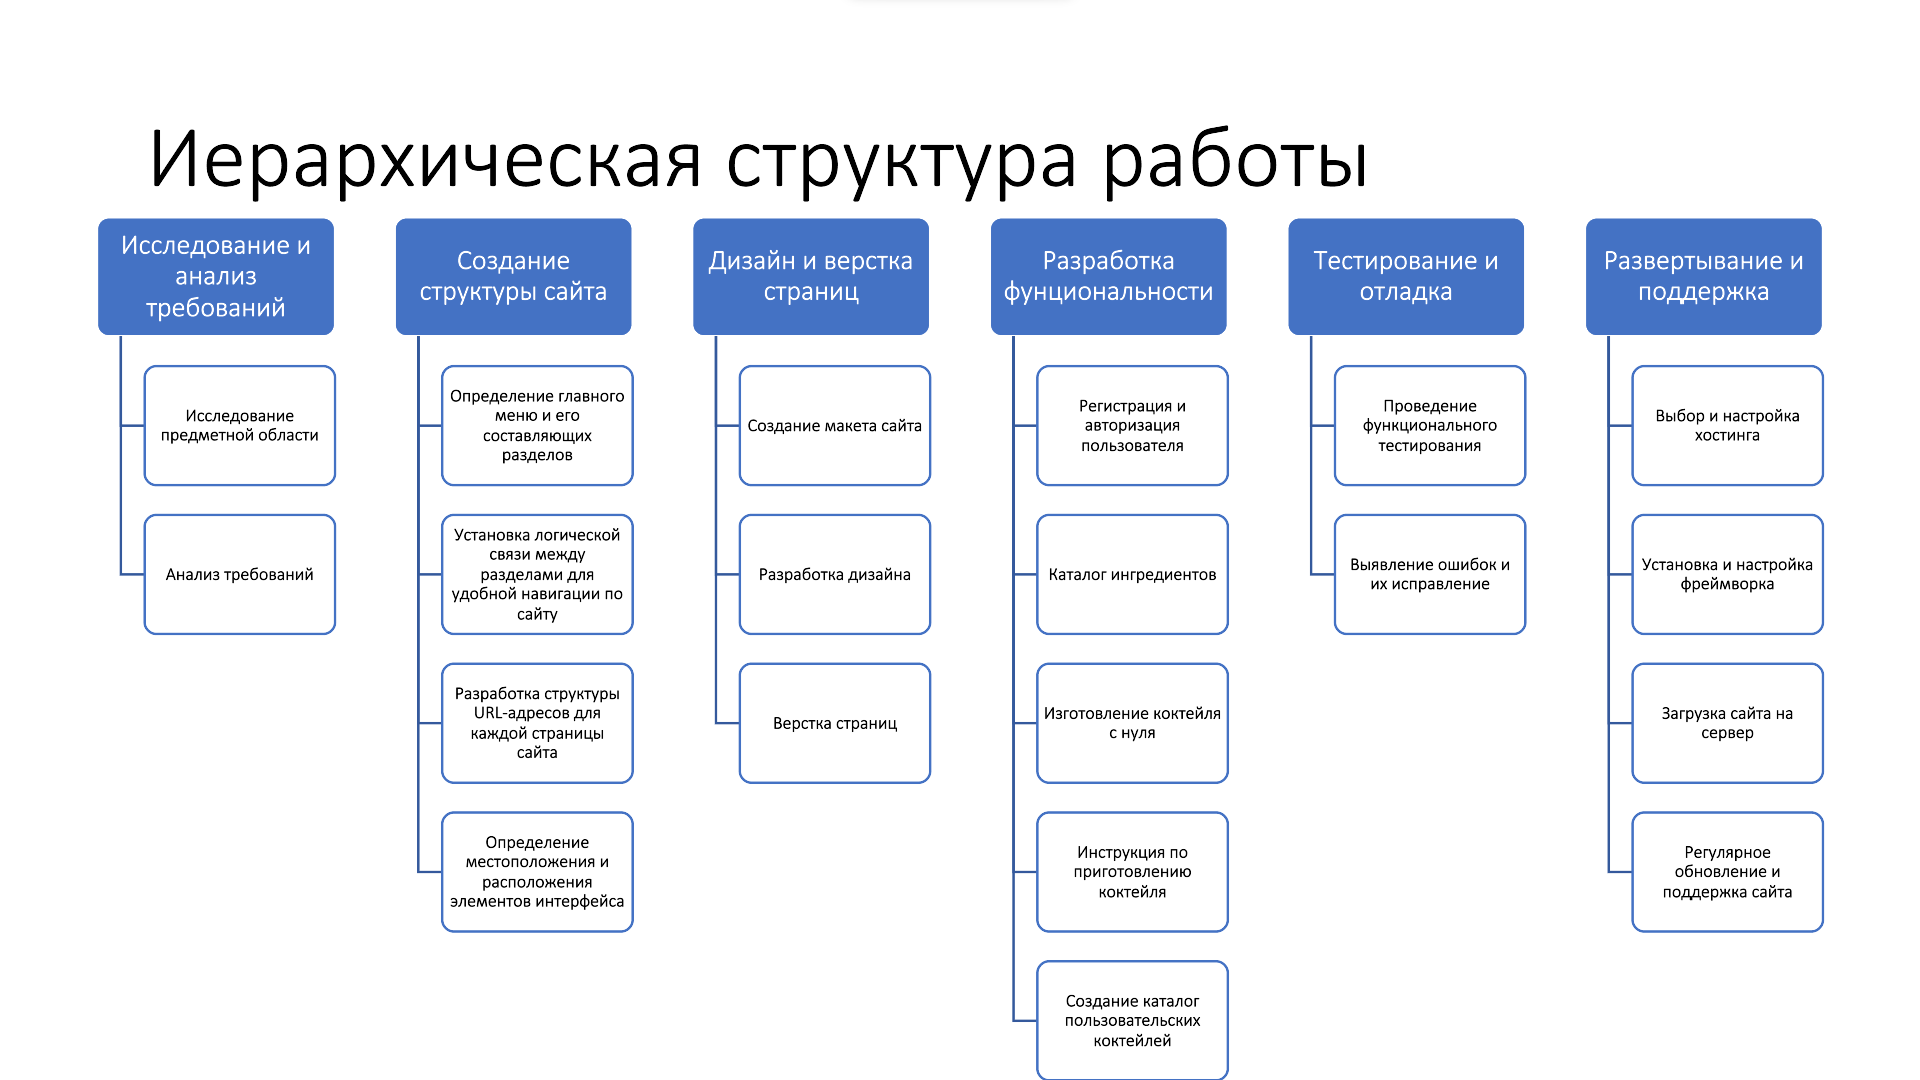 Иерархическая структура работы
Исследование и
анализ
требований
Исследование
предметной области
Анализ требований
Создание
структуры сайта
Определение главного
меню и его
составляющих
разделов
Установка логической
связи между
разделами для
удобной навигации по
сайту
Разработка структуры
URL-адресов для
каждой страницы
сайта
Определение
местоположения и
расположения
элементов интерфейса
Дизайн и верстка
страниц
Создание макета сайта
Разработка дизайна
Верстка страниц
Разработка
фунциональности
Регистрация и
авторизация
пользователя
Каталог ингредиентов
Изготовление коктейля
с нуля
Инструкция по
приготовлению
коктейля
Создание каталог
пользовательских
коктейлей
Тестирование и
отладка
Проведение
функционального
тестирования
Выявление ошибок и
их исправление
Развертывание и
поддержка
Выбор и настройка
хостинга
Установка и настройка
фреймворка
Загрузка сайта на
сервер
Регулярное
обновление и
поддержка сайта